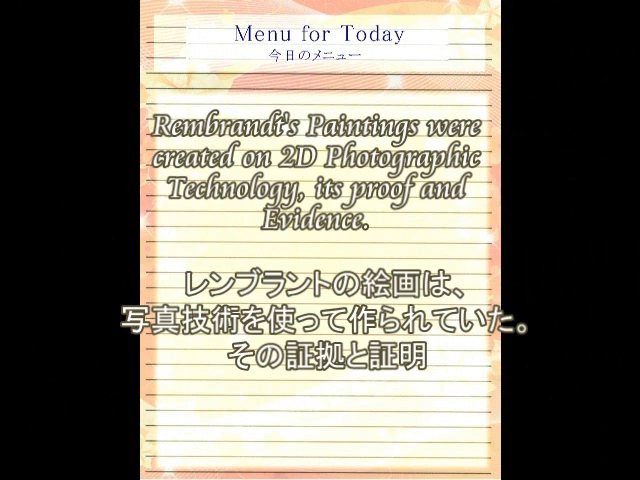 Menu for Today
今日のメニュー
Rembrandt's Paintings were
created on 2D Photographic
Technology, its proof and
Evidence.
レンブラントの絵画は、
写真技術を使って作られていた。
その証拠と証明